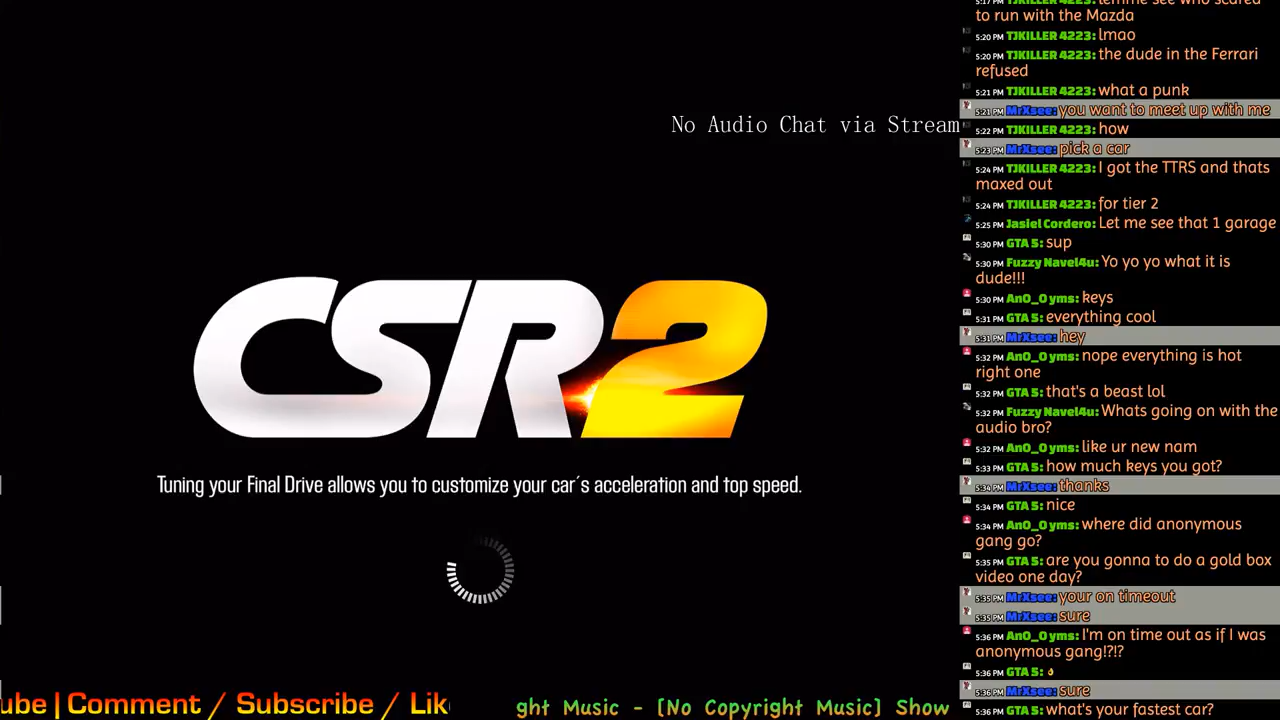 No Audio Chat via Stream
CSR2
Tuning your Final Drive allows you to customize your car´s acceleration and top speed.
ube | Comment / Subscribe / Lik
ght Music - [No Copyright Music] Show
5:17 PM TJKILLER 4223: lemme see who scared
to run with the Mazda
5:20 PM TJKILLER 4223: lmao
5:20 PM TJKILLER 4223: the dude in the Ferrari
refused
5:21 PM TJKILLER 4223: what a punk
5:21 PM MrXsee: you want to meet up with me
5:22 PM TJKILLER 4223: how
5:23 PM MrXsee: pick a car
5:24 PM TJKILLER 4223: I got the TTRS and thats
maxed out
5:24 PM TJKILLER 4223: for tier 2
5:25 PM Jasiel Cordero: Let me see that 1 garage
5:30 PM GTA 5: sup
5:30 PM Fuzzy Navel4u: Yo yo yo what it is
dude!!!
5:30 PM An0_0yms: keys
5:31 PM GTA 5: everything cool
5:31 PM MrXsee: hey
5:32 PM An0_0yms: nope everything is hot
right one
5:32 PM GTA 5: that's a beast lol
5:32 PM Fuzzy Navel4u: Whats going on with the
audio bro?
5:32 PM An0_0yms: like ur new nam
5:33 PM GTA 5: how much keys you got?
5:34 PM MrXsee: thanks
5:34 PM GTA 5: nice
5:34 PM An0_0yms: where did anonymous
gang go?
5:35 PM GTA 5: are you gonna to do a gold box
video one day?
5:35 PM MrXsee: your on timeout
5:35 PM MrXsee: sure
5:36 PM An0_0yms: I'm on time out as if I was
anonymous gang!?!?
5:36 PM GTA 5: 👌
5:36 PM MrXsee: sure
5:36 PM GTA 5: what's your fastest car?